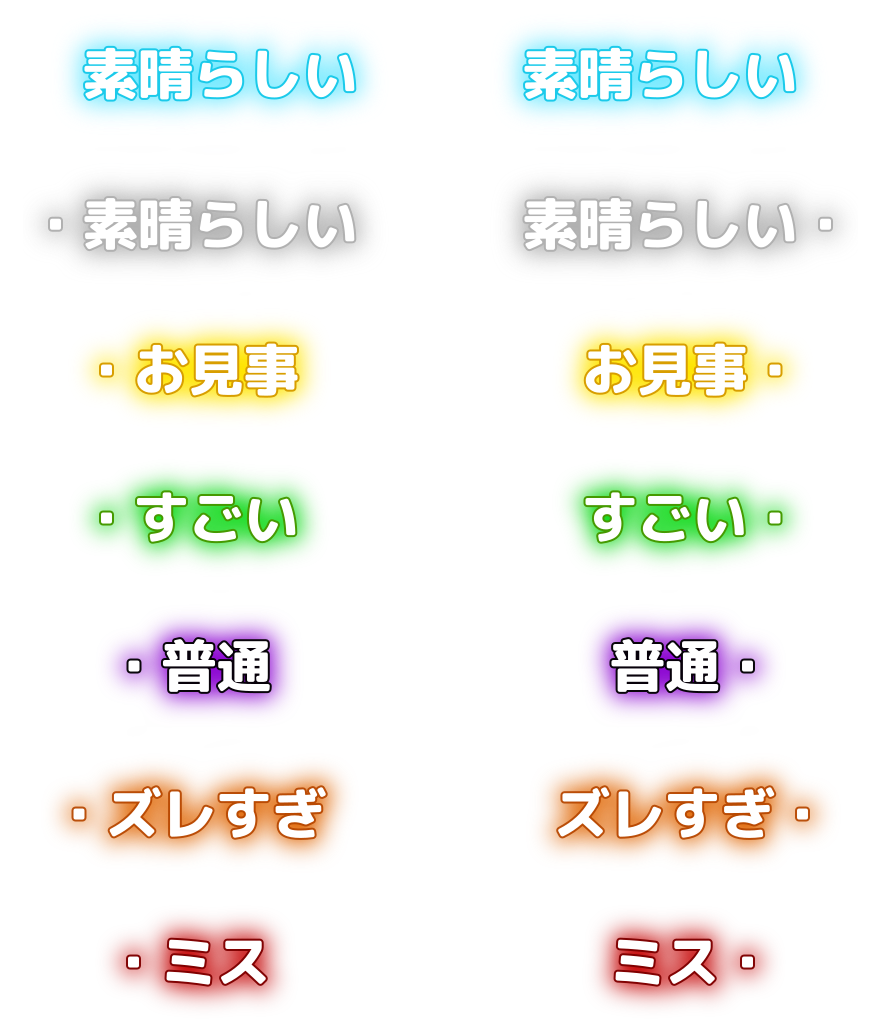 素晴らしい 素晴らしい
· 素晴らしい 素晴らしい ·
· お見事 お見事 ·
· すごい すごい ·
· 普通 普通 ·
· ズレすぎ ズレすぎ ·
· ミス ミス ·